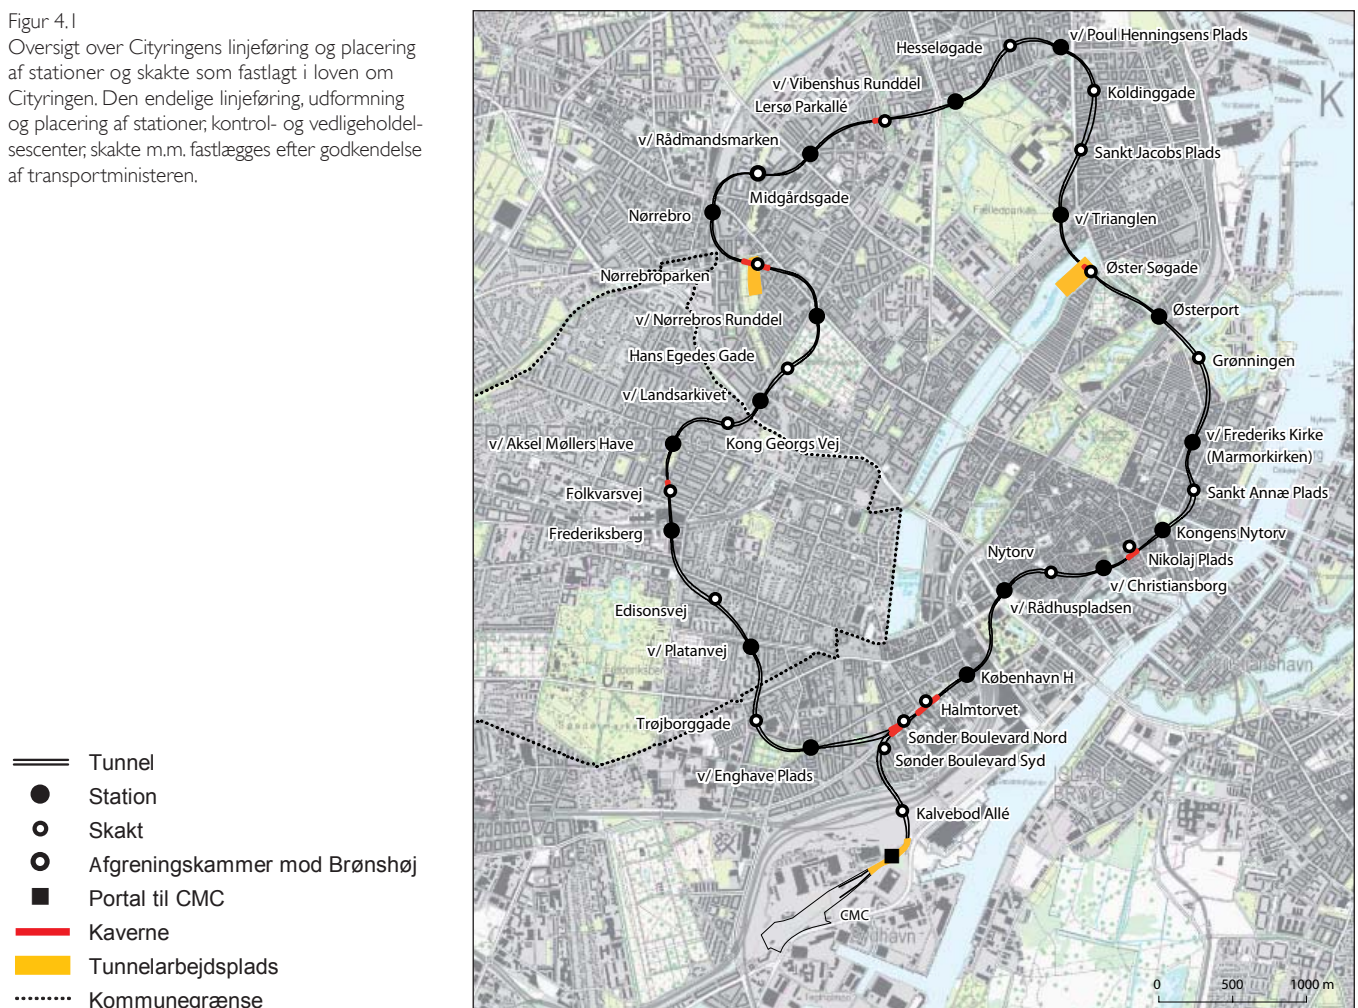 Figur 4.1
Oversigt over Cityringens linjeføring og placering
af stationer og skakte som fastlagt i loven om
Cityringen. Den endelige linjeføring, udformning
og placering af stationer, kontrol- og vedligeholdel-
sescenter, skakte m.m. fastlægges efter godkendelse
af transportministeren.
v/ Poul Henningsens Plads
Hesseløgade
v/ Vibenshus Runddel
Koldinggade
Lersø Parkallé
K
v/ Rådmandsmarken
Sankt Jacobs Plads
Midgårdsgade
Fælledparken
Nørrebro
v/ Trianglen
Øster Søgade
Nørrebroparken
Østerport
v/ Nørrebros Runddel
Hans Egedes Gade
Grønningen
v/ Landsarkivet
v/ Aksel Møllers Have
Kong Georgs Vej
v/ Frederiks Kirke
(Marmorkirken)
Folkvarsvej
Sankt Annæ Plads
Frederiksberg
Kongens Nytorv
Nytorv
Nikolaj Plads
v/ Christiansborg
Edisonsvej
v/ Rådhuspladsen
v/ Platanvej
København H
Halmtorvet
Trøjborggade
Sønder Boulevard Nord
Sønder Boulevard Syd
v/ Enghave Plads
Kalvebod Allé
CMC
Tunnel
Station
Skakt
Afgreningskammer mod Brønshøj
Portal til CMC
Kaverne
Tunnelarbejdsplads
Kommunegrænse
0 500 1000 m